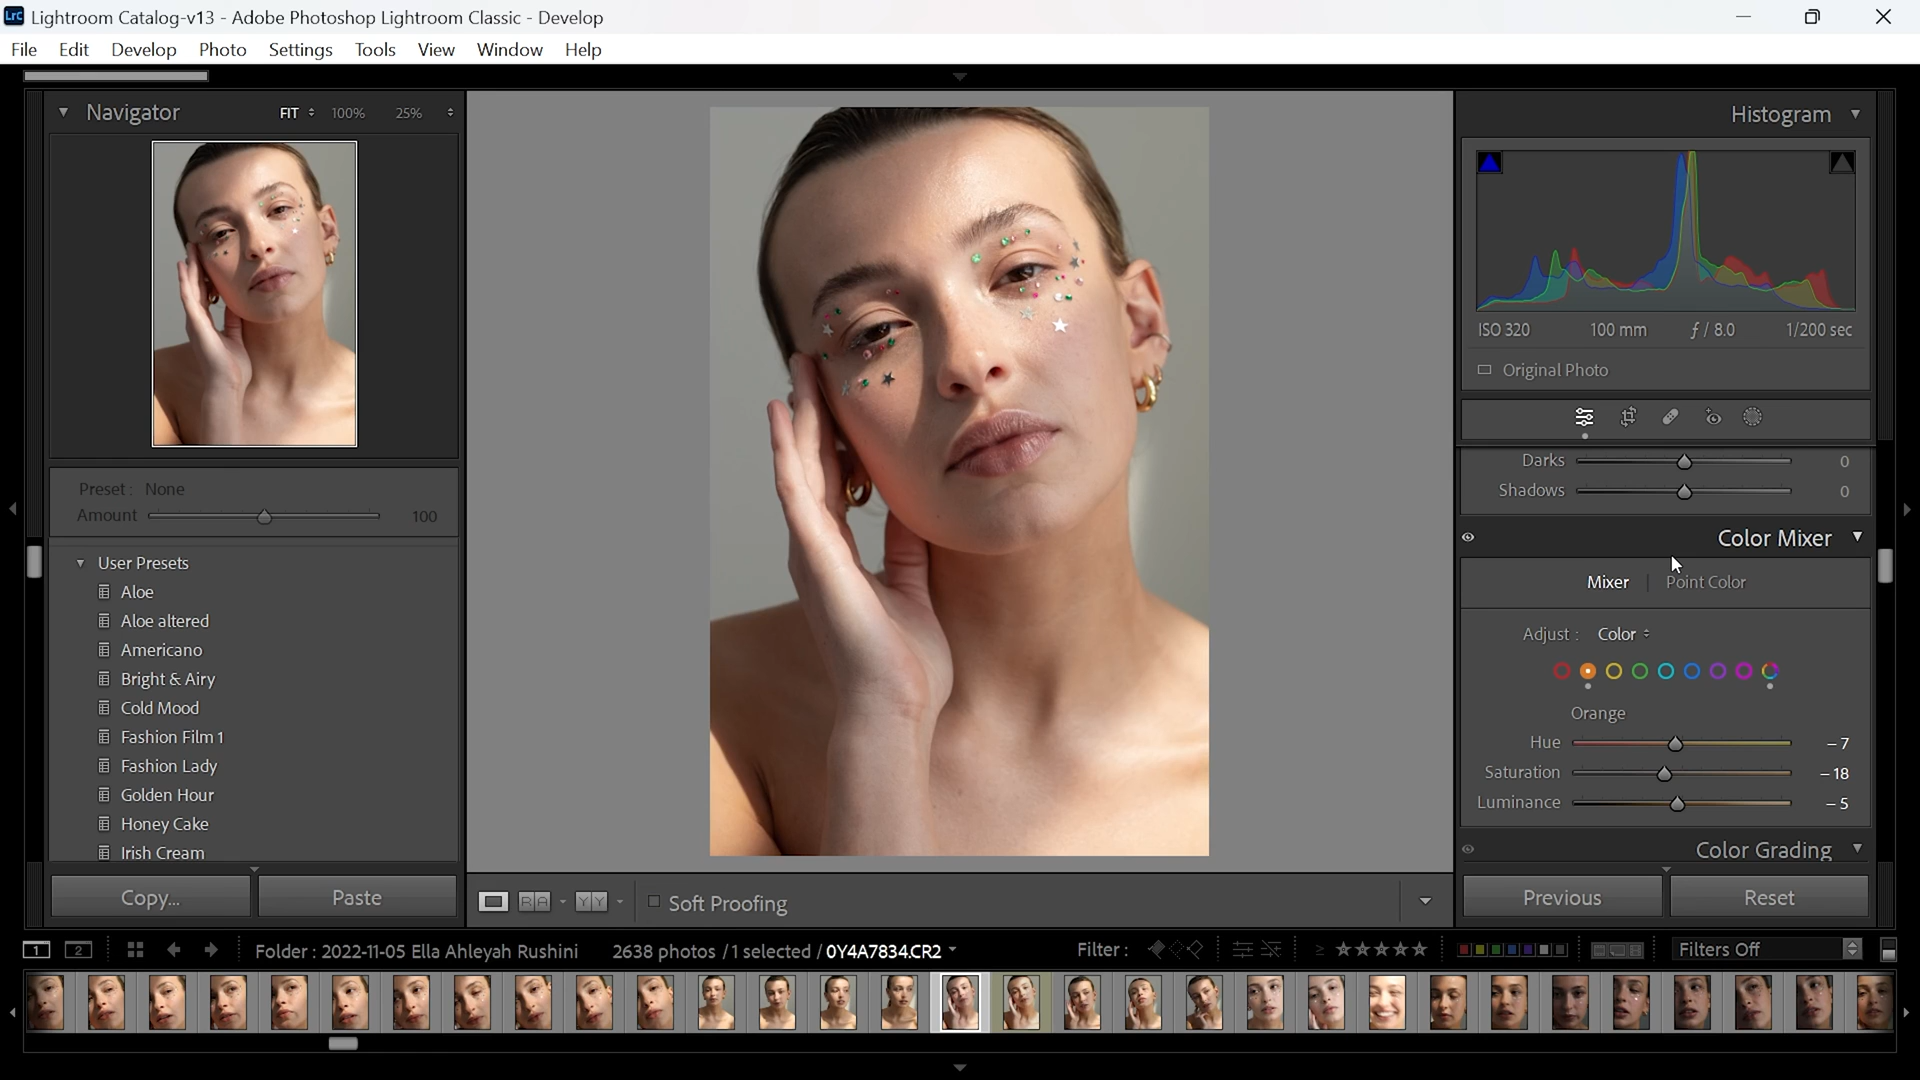 LrC Lightroom Catalog-v13 - Adobe Photoshop Lightroom Classic - Develop
File Edit Develop Photo Settings Tools View Window Help
Navigator FIT 100% 25%
Preset: None
Amount 100
User Presets
Aloe
Aloe altered
Americano
Bright & Airy
Cold Mood
Fashion Film 1
Fashion Lady
Golden Hour
Honey Cake
Irish Cream
Copy... Paste
R A Y Y Soft Proofing
Histogram
ISO 320 100 mm ƒ / 8.0 1/200 sec
Original Photo
Darks 0
Shadows 0
Color Mixer
Mixer | Point Color
Adjust : Color
Orange
Hue – 7
Saturation – 18
Luminance – 5
Color Grading
Previous Reset
1 2 Folder : 2022-11-05 Ella Ahleyah Rushini 2638 photos / 1 selected / 0Y4A7834.CR2 Filter : ≥ ★★★★★ Filters Off